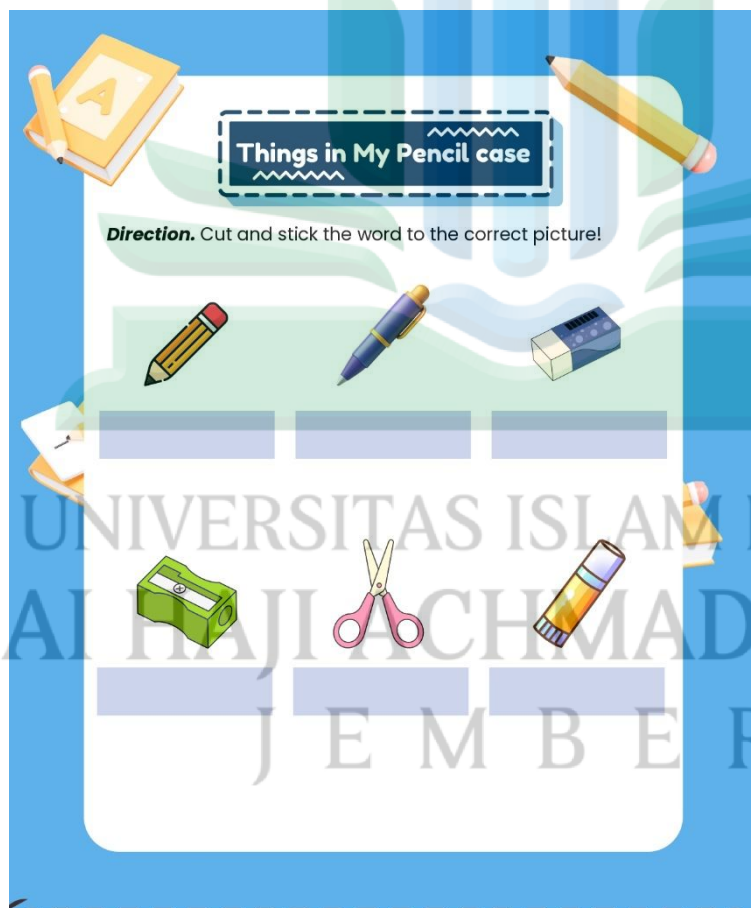 A
Things in My Pencil case
Direction. Cut and stick the word to the correct picture!
UNIVERSITAS ISLAM
AI HAJI ACHMAD
JEMBER